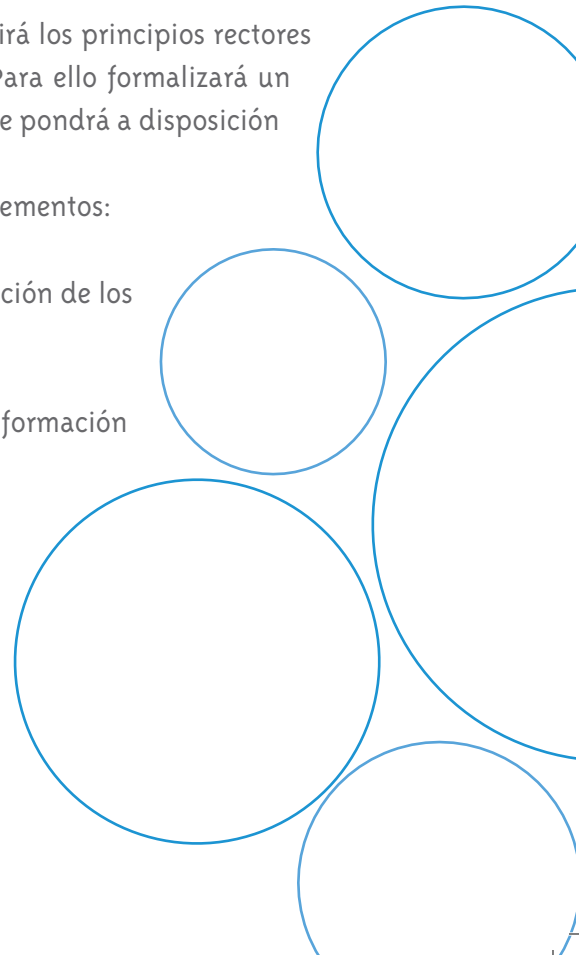 irá los principios rectores
Para ello formalizará un
e pondrá a disposición
ementos:
ción de los
formación